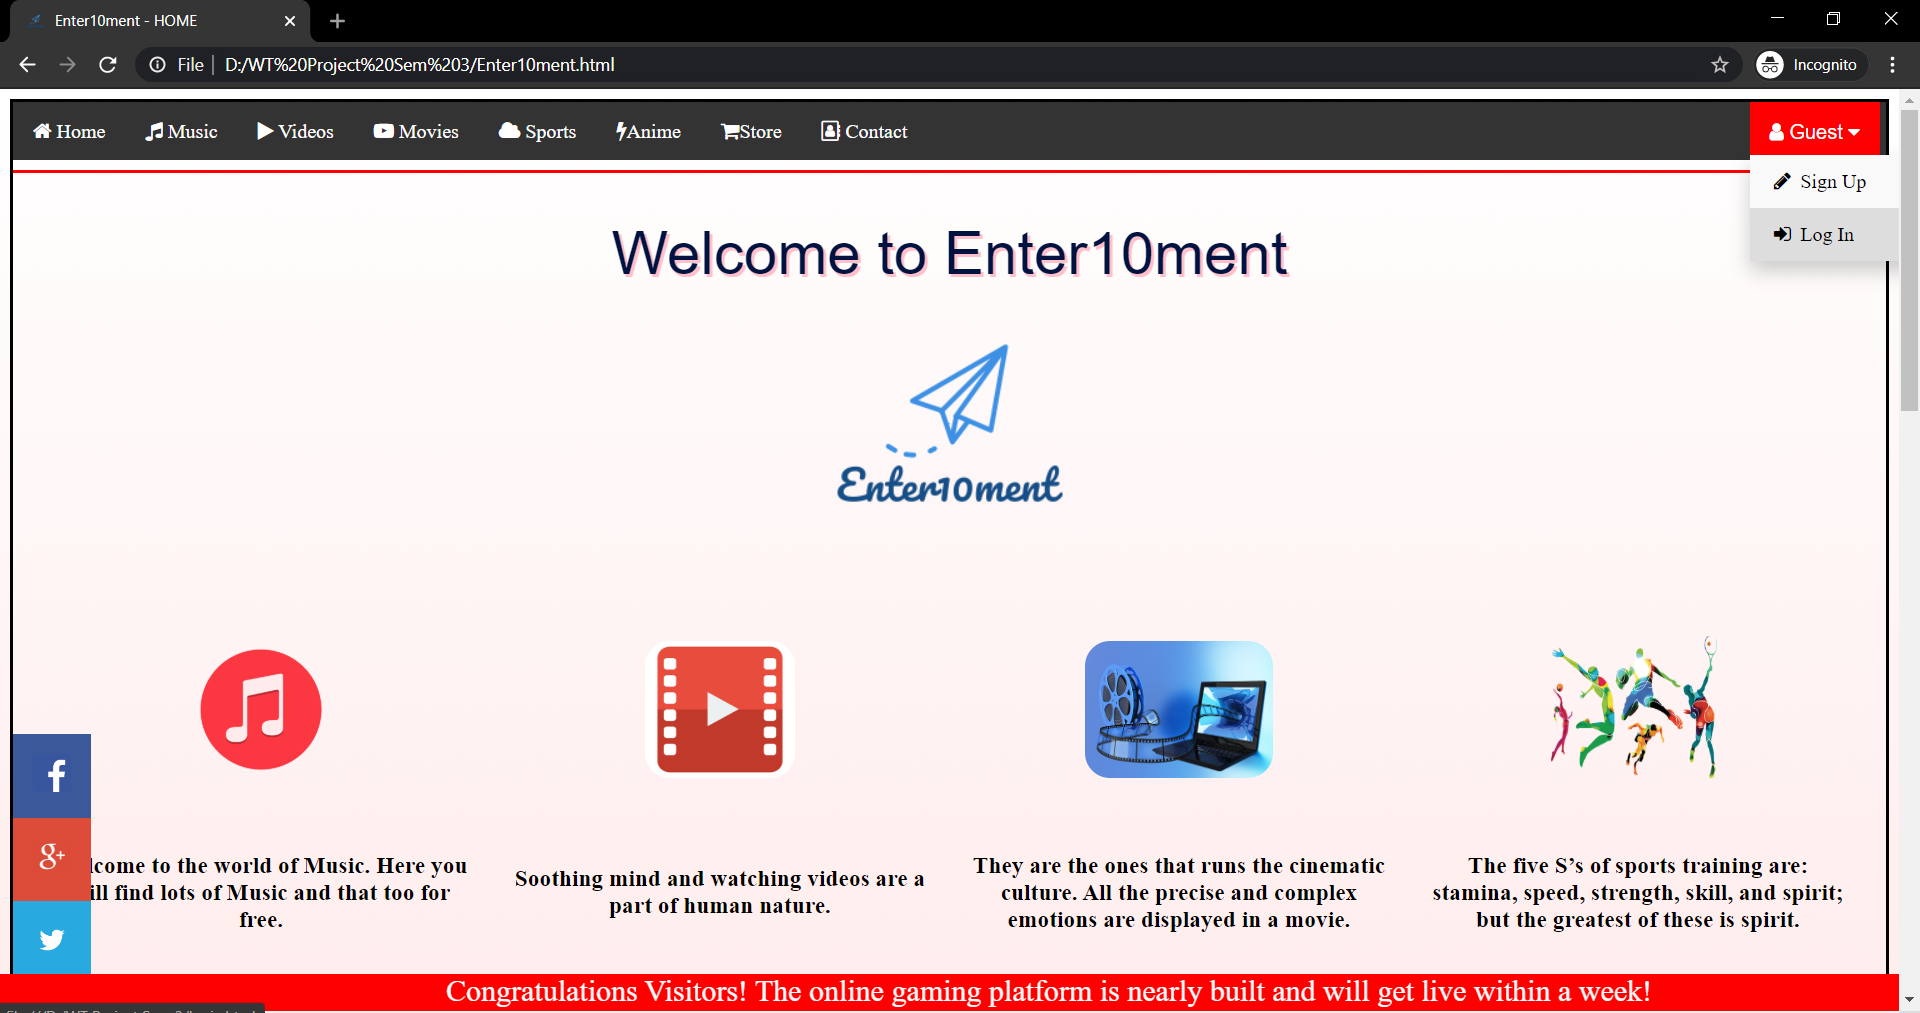 Enter10ment - HOME
File
D:/WT%20Project%20Sem%203/Enter10ment.html
Incognito
Home Music Videos Movies Sports Anime Store Contact
Guest
Sign Up
Log In
Welcome to Enter10ment
Enter10ment
lcome to the world of Music. Here you
ill find lots of Music and that too for
free.
Soothing mind and watching videos are a
part of human nature.
They are the ones that runs the cinematic
culture. All the precise and complex
emotions are displayed in a movie.
The five S’s of sports training are:
stamina, speed, strength, skill, and spirit;
but the greatest of these is spirit.
f
g+
Congratulations Visitors! The online gaming platform is nearly built and will get live within a week!